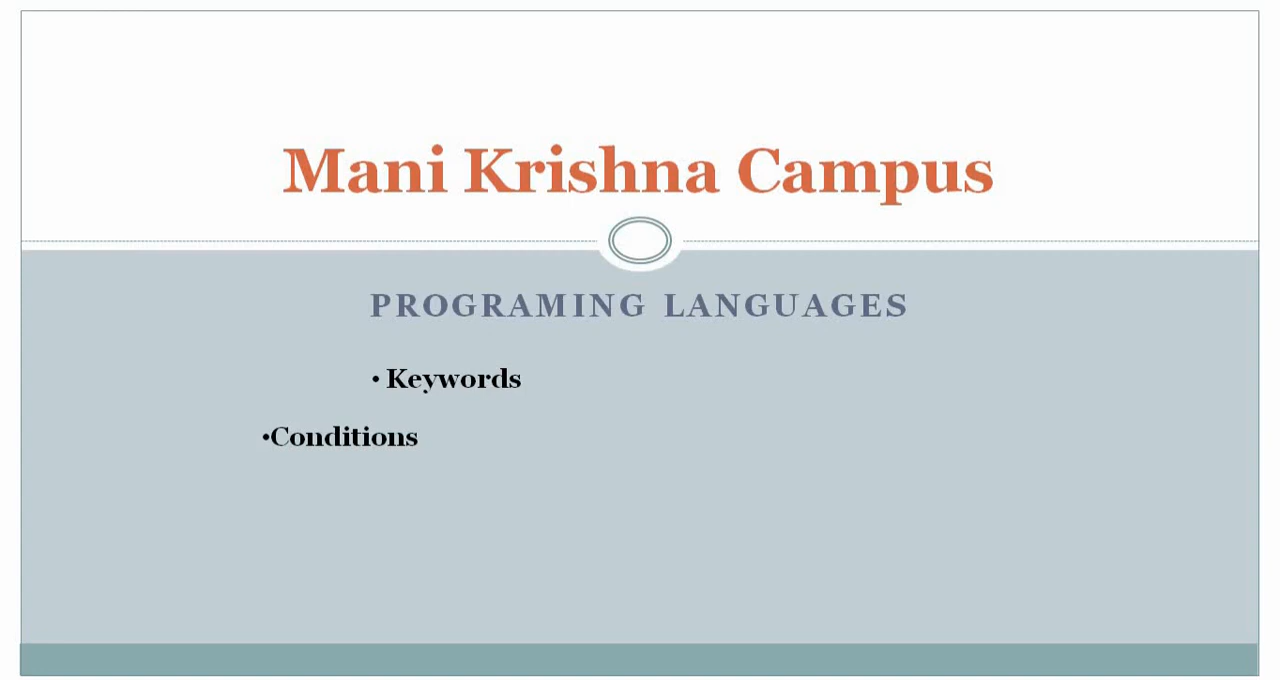 Mani Krishna Campus
PROGRAMING LANGUAGES
• Keywords
•Conditions